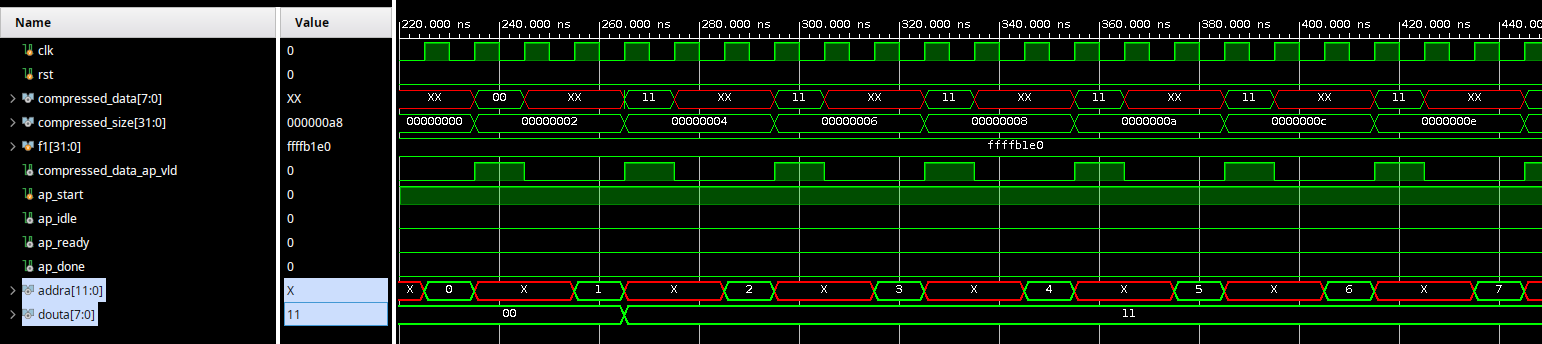 Name Value 220.000 ns 240.000 ns 260.000 ns 280.000 ns 300.000 ns 320.000 ns 340.000 ns 360.000 ns 380.000 ns 400.000 ns 420.000 ns 440.00
clk 0
rst 0
compressed_data[7:0] XX XX 00 XX 11 XX 11 XX 11 XX 11 XX 11 XX 11 XX
compressed_size[31:0] 000000a8 00000000 00000002 00000004 00000006 00000008 0000000a 0000000c 0000000e
f1[31:0] ffffb1e0 ffffb1e0
compressed_data_ap_vld 0
ap_start 0
ap_idle 0
ap_ready 0
ap_done 0
addra[11:0] X X 0 X 1 X 2 X 3 X 4 X 5 X 6 X 7
douta[7:0] 11 00 11